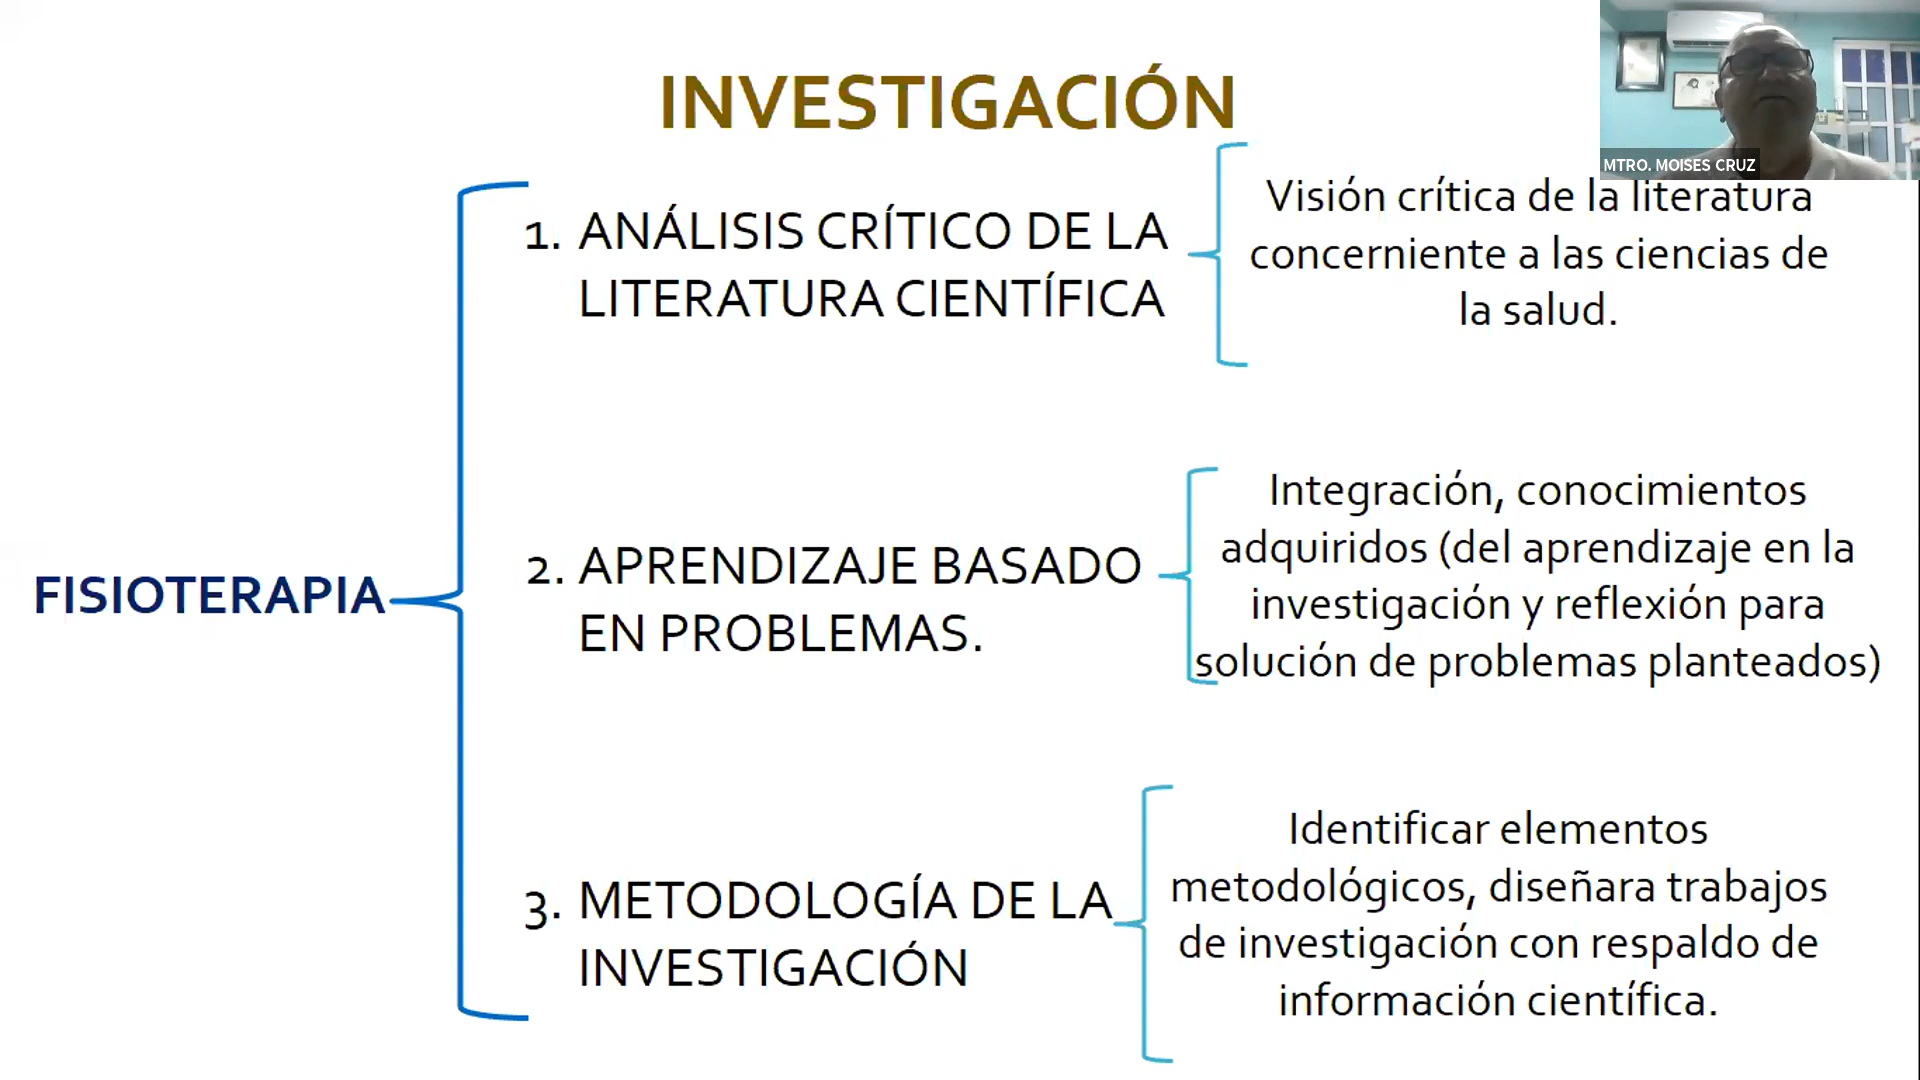 INVESTIGACIÓN
MTRO. MOISES CRUZ
FISIOTERAPIA
1. ANÁLISIS CRÍTICO DE LA
LITERATURA CIENTÍFICA
Visión crítica de la literatura
concerniente a las ciencias de
la salud.
2. APRENDIZAJE BASADO
EN PROBLEMAS.
Integración, conocimientos
adquiridos (del aprendizaje en la
investigación y reflexión para
solución de problemas planteados)
3. METODOLOGÍA DE LA
INVESTIGACIÓN
Identificar elementos
metodológicos, diseñara trabajos
de investigación con respaldo de
información científica.